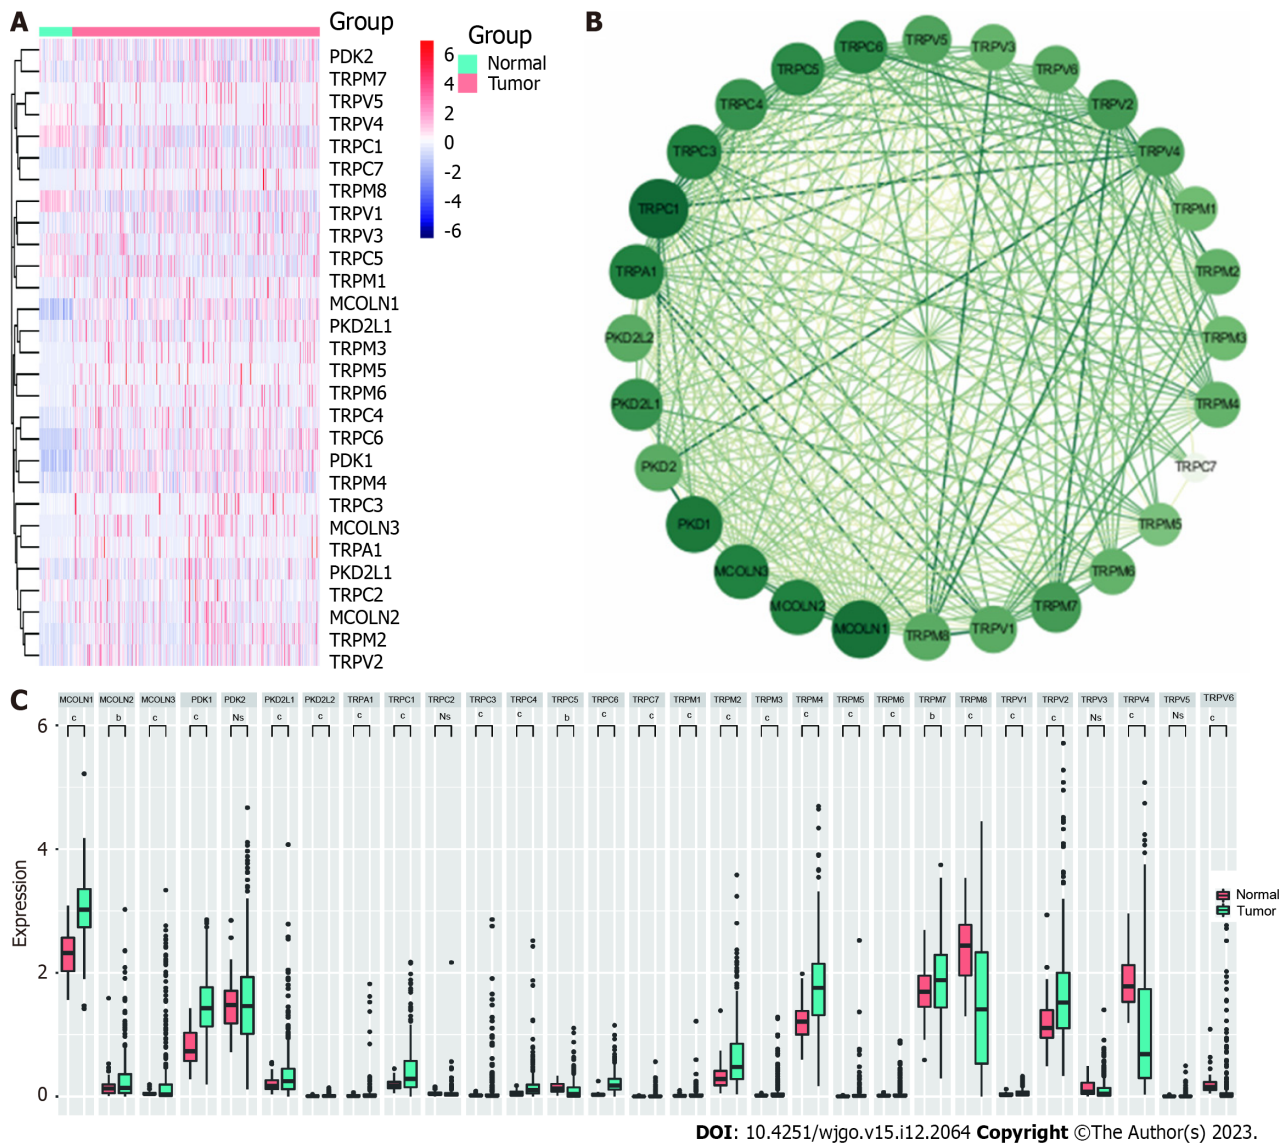 A
Group
PDK2
TRPM7
TRPV5
TRPV4
TRPC1
TRPC7
TRPM8
TRPV1
TRPV3
TRPC5
TRPM1
MCOLN1
PKD2L1
TRPM3
TRPM5
TRPM6
TRPC4
TRPC6
PDK1
TRPM4
TRPC3
MCOLN3
TRPA1
PKD2L1
TRPC2
MCOLN2
TRPM2
TRPV2
6
4
2
0
-2
-4
-6
Group
Normal
Tumor
B
TRPV5
TRPV3
TRPV6
TRPV2
TRPV4
TRPM1
TRPM2
TRPM3
TRPM4
TRPC7
TRPM5
TRPM6
TRPM7
TRPV1
TRPM8
MCOLN1
MCOLN2
MCOLN3
PKD1
PKD2
PKD2L1
PKD2L2
TRPA1
TRPC1
TRPC3
TRPC4
TRPC5
TRPC6
C
MCOLN1 MCOLN2 MCOLN3 PDK1 PDK2 PKD2L1 PKD2L2 TRPA1 TRPC1 TRPC2 TRPC3 TRPC4 TRPC5 TRPC6 TRPC7 TRPM1 TRPM2 TRPM3 TRPM4 TRPM5 TRPM6 TRPM7 TRPM8 TRPV1 TRPV2 TRPV3 TRPV4 TRPV5 TRPV6
c b c c Ns c c c c Ns c c b c c c c c c c c b c c c Ns c Ns c
6
4
2
0
Expression
Normal
Tumor
DOI: 10.4251/wjgo.v15.i12.2064 Copyright ©The Author(s) 2023.